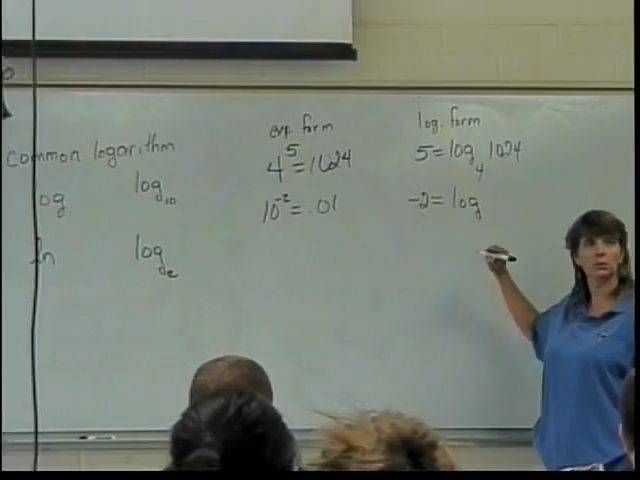 common logarithm
log log₁₀
ln logₑ
exp. form
4⁵=1024
10⁻²=.01
log. form
5=log₄ 1024
-2=log